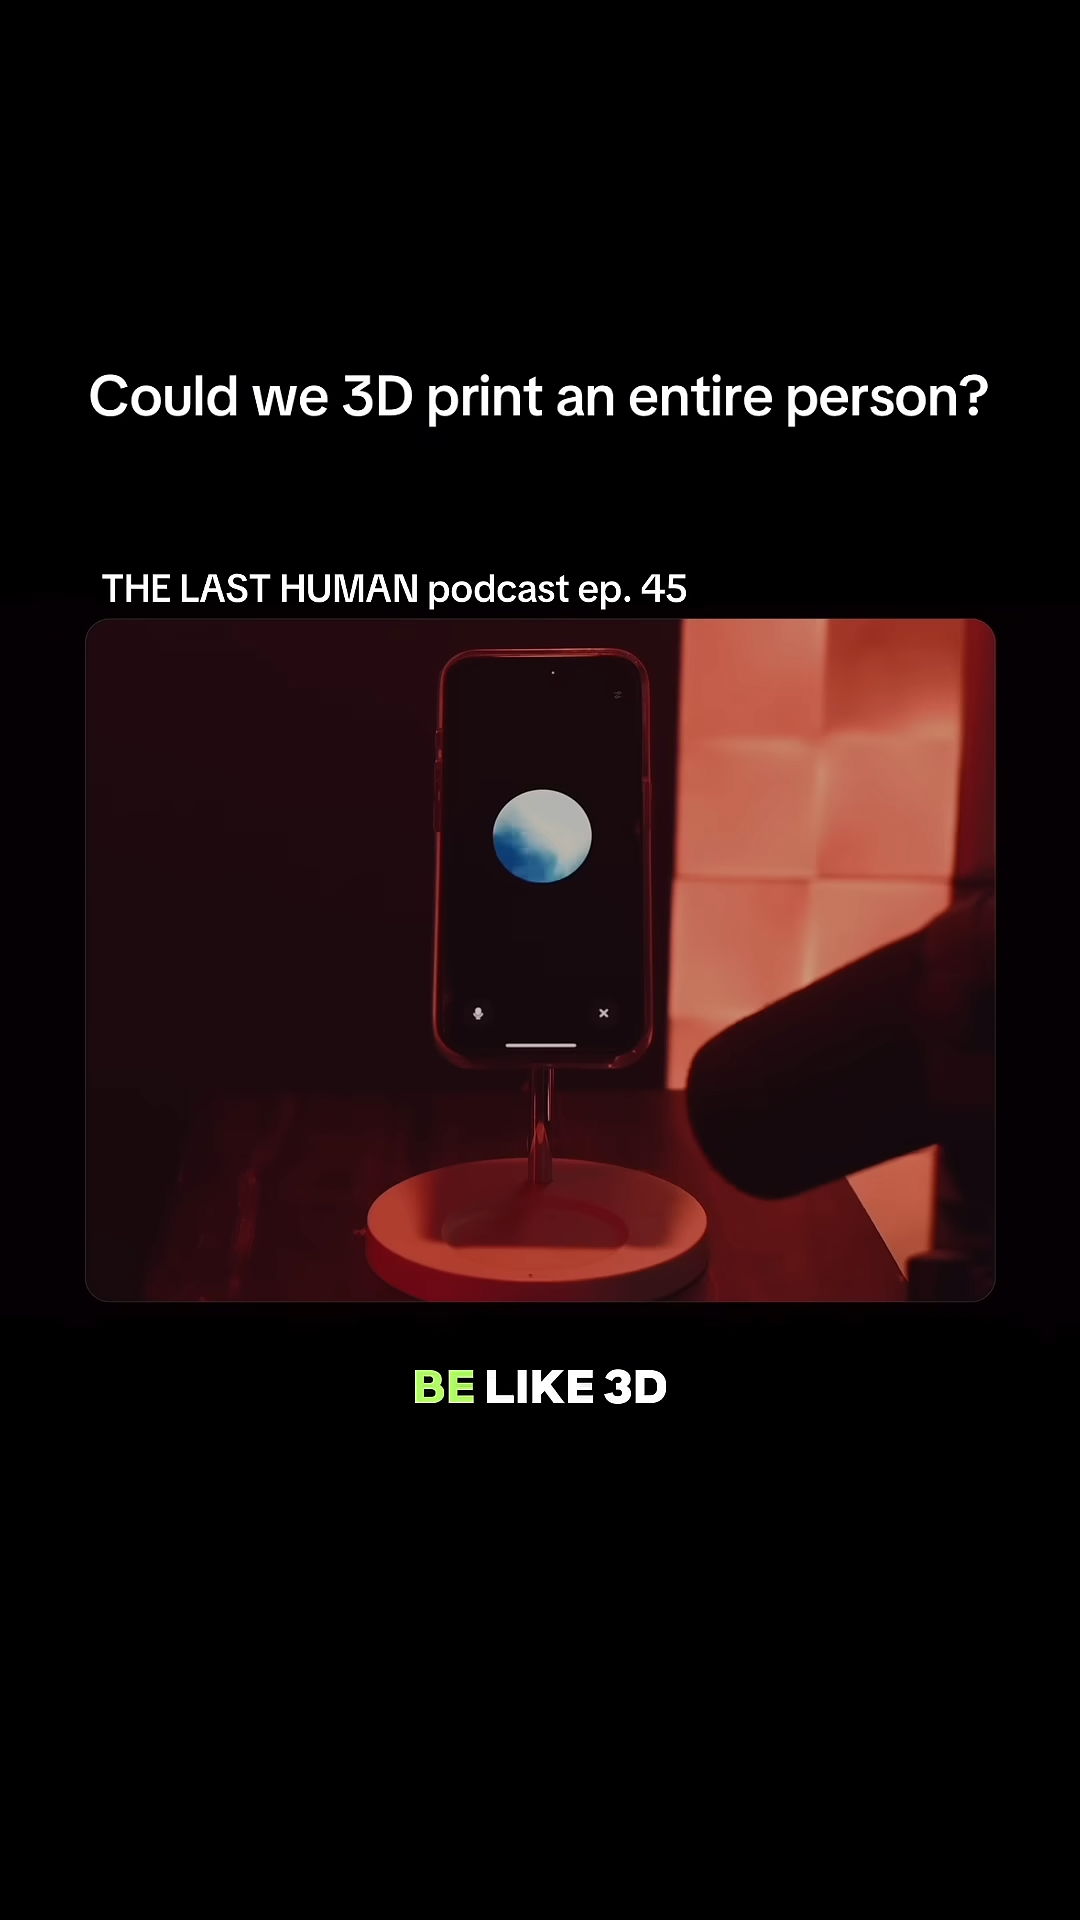 Could we 3D print an entire person?
THE LAST HUMAN podcast ep. 45
BE LIKE 3D